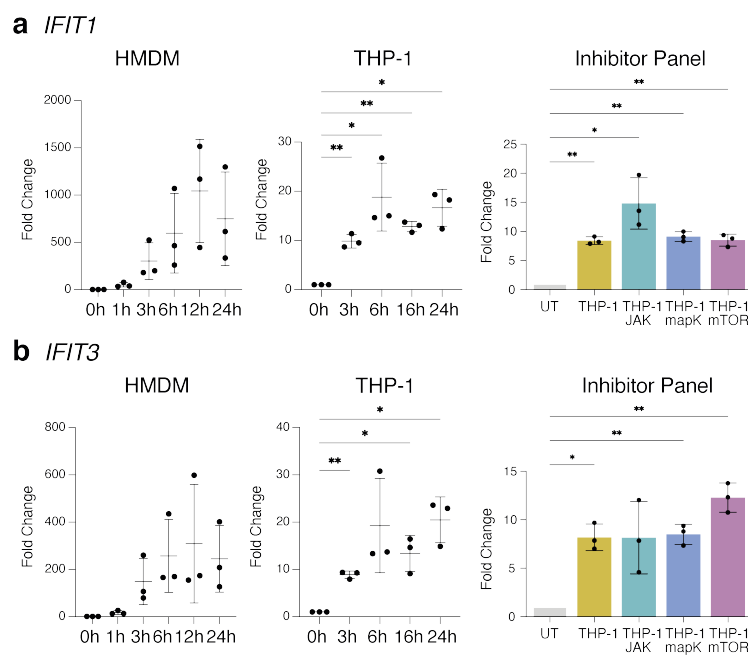 a IFIT1
HMDM
THP-1
Inhibitor Panel
Fold Change
2000
1500
1000
500
0
0h 1h 3h 6h 12h 24h
Fold Change
30
20
10
0
* 
**
*
**
0h 3h 6h 16h 24h
Fold Change
25
20
15
10
5
0
**
**
*
**
UT THP-1 THP-1 THP-1 THP-1
JAK mapK mTOR
b IFIT3
HMDM
THP-1
Inhibitor Panel
Fold Change
800
600
400
200
0
0h 1h 3h 6h 12h 24h
Fold Change
40
30
20
10
0
*
*
**
0h 3h 6h 16h 24h
Fold Change
15
10
5
0
**
**
*
UT THP-1 THP-1 THP-1 THP-1
JAK mapK mTOR